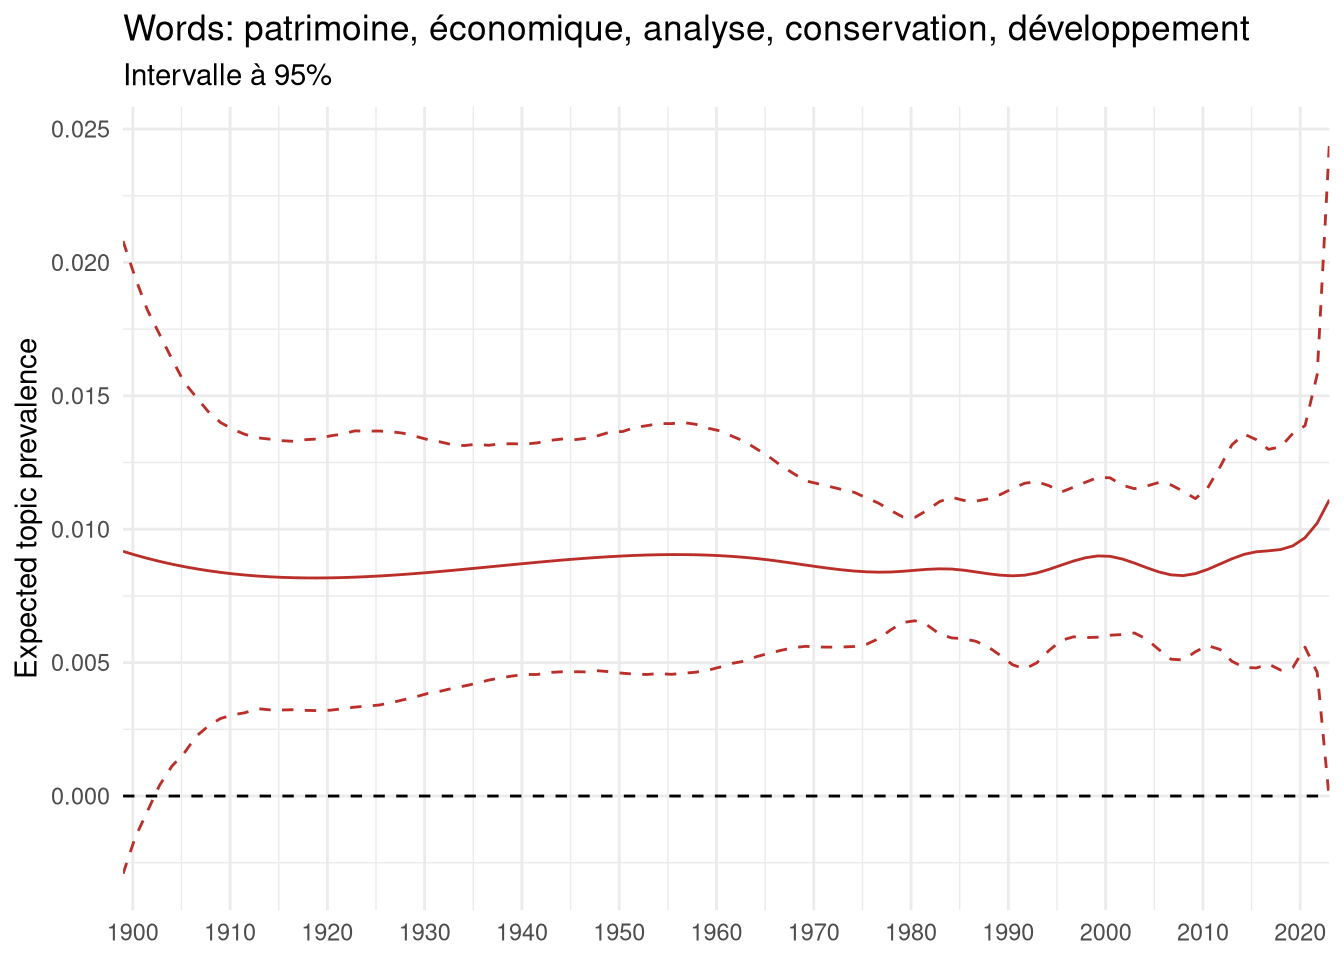 Words: patrimoine, économique, analyse, conservation, développement
Intervalle à 95%
Expected topic prevalence
0.025
0.020
0.015
0.010
0.005
0.000
1900 1910 1920 1930 1940 1950 1960 1970 1980 1990 2000 2010 2020